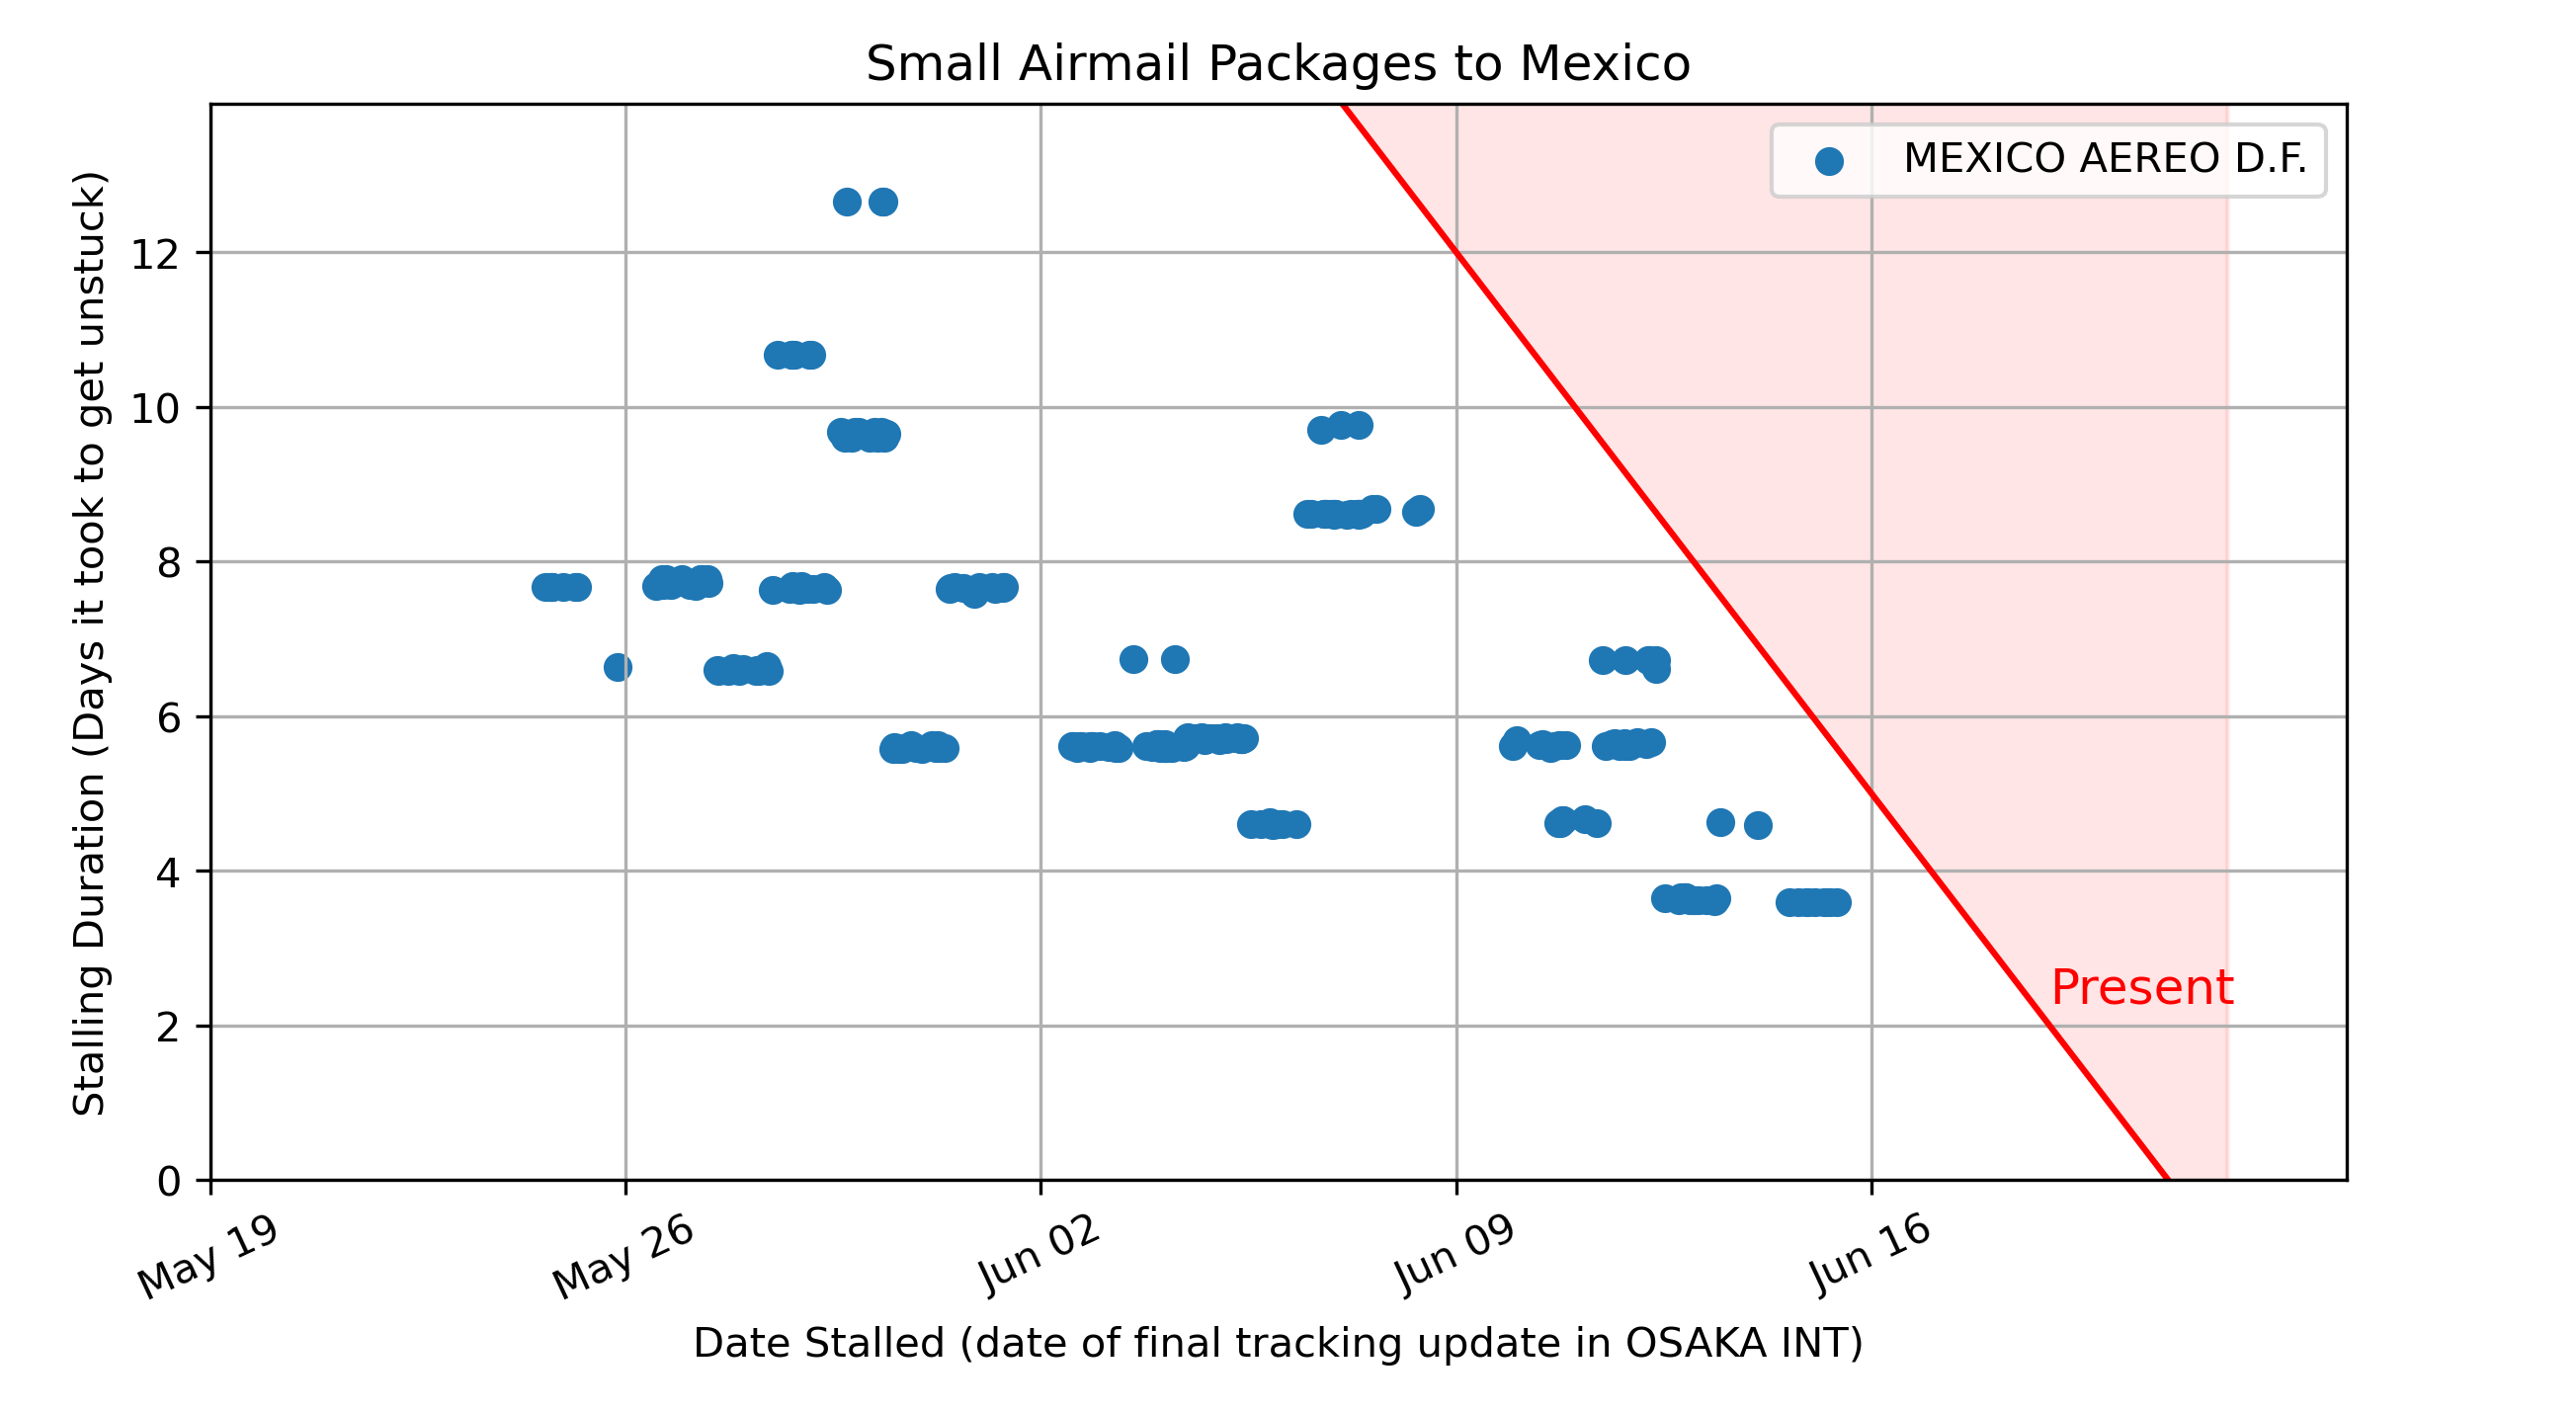 Small Airmail Packages to Mexico
MEXICO AEREO D.F.
Stalling Duration (Days it took to get unstuck)
12
10
8
6
4
2
0
Present
May 19
May 26
Jun 02
Jun 09
Jun 16
Date Stalled (date of final tracking update in OSAKA INT)